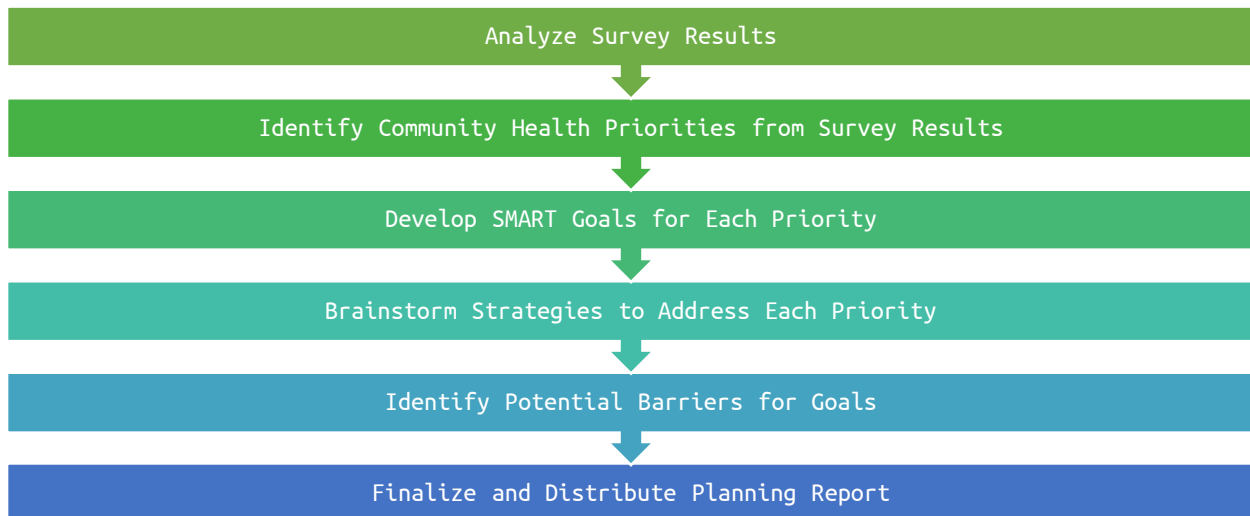 Analyze Survey Results
Identify Community Health Priorities from Survey Results
Develop SMART Goals for Each Priority
Brainstorm Strategies to Address Each Priority
Identify Potential Barriers for Goals
Finalize and Distribute Planning Report